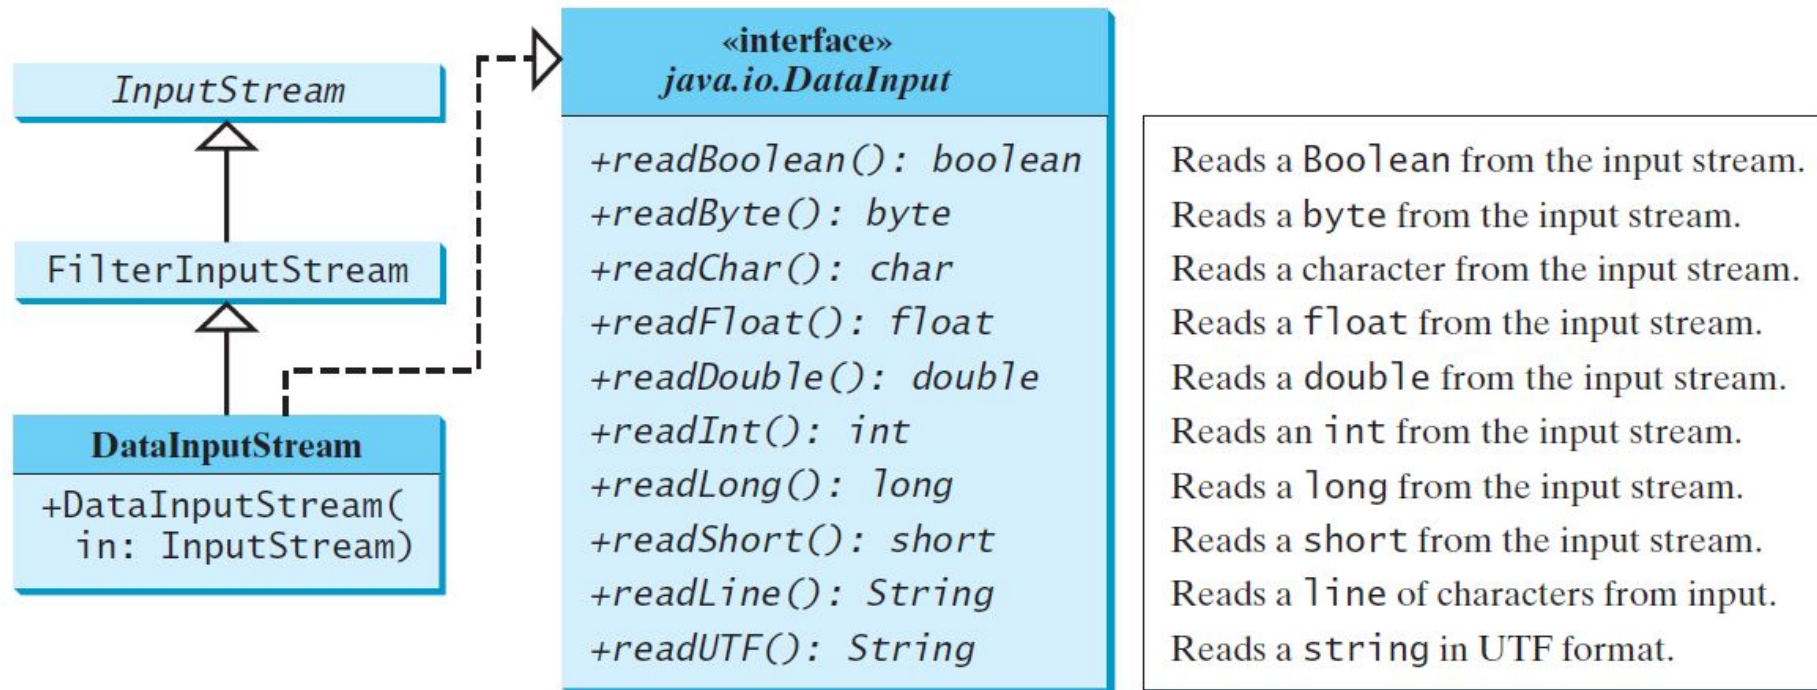 InputStream
FilterInputStream
DataInputStream
+DataInputStream(
in: InputStream)
«interface»
java.io.DataInput
+readBoolean(): boolean
+readByte(): byte
+readChar(): char
+readFloat(): float
+readDouble(): double
+readInt(): int
+readLong(): long
+readShort(): short
+readLine(): String
+readUTF(): String
Reads a Boolean from the input stream.
Reads a byte from the input stream.
Reads a character from the input stream.
Reads a float from the input stream.
Reads a double from the input stream.
Reads an int from the input stream.
Reads a long from the input stream.
Reads a short from the input stream.
Reads a line of characters from input.
Reads a string in UTF format.